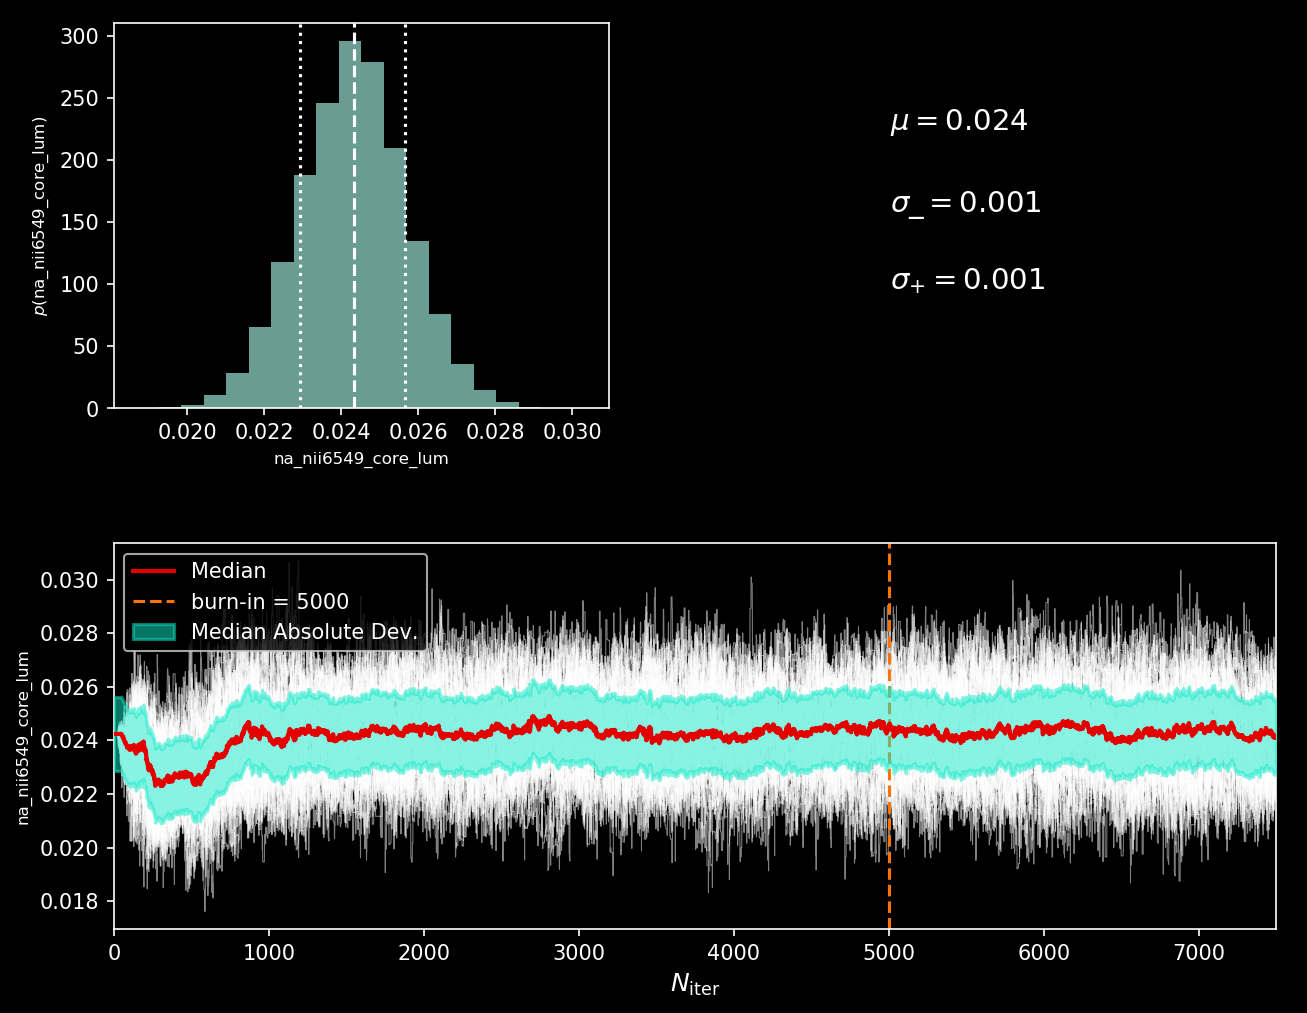 300
250
200
150
100
50
0
p(na_nii6549_core_lum)
0.020 0.022 0.024 0.026 0.028 0.030
na_nii6549_core_lum
μ = 0.024
σ₋ = 0.001
σ₊ = 0.001
Median
burn-in = 5000
Median Absolute Dev.
0.030
0.028
0.026
0.024
0.022
0.020
0.018
na_nii6549_core_lum
0 1000 2000 3000 4000 5000 6000 7000
N_iter